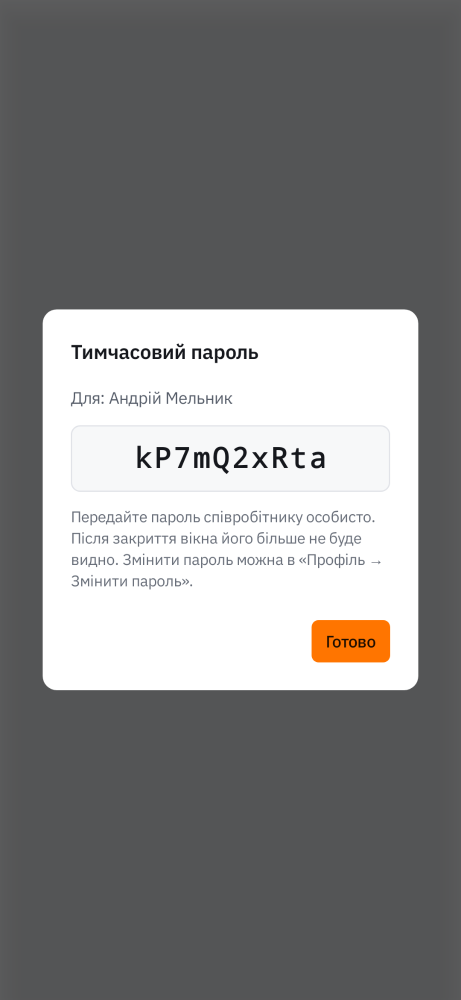 Тимчасовий пароль
Для: Андрій Мельник
kP7mQ2xRta
Передайте пароль співробітнику особисто.
Після закриття вікна його більше не буде
видно. Змінити пароль можна в «Профіль →
Змінити пароль».
Готово